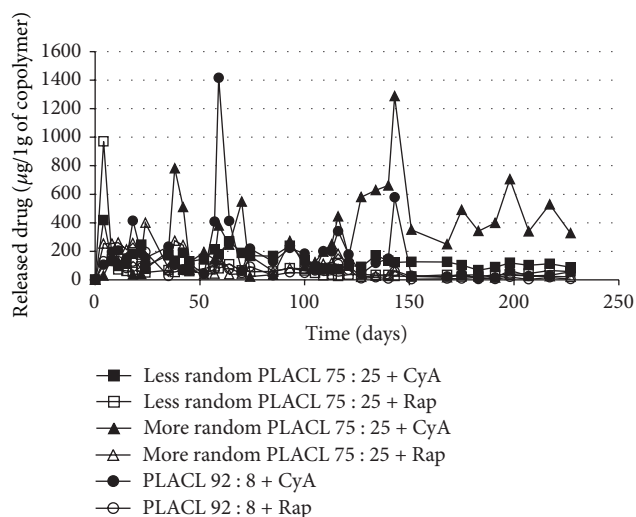 Released drug (μg/1g of copolymer)
1600
1400
1200
1000
800
600
400
200
0
0 50 100 150 200 250
Time (days)
Less random PLACL 75 : 25 + CyA
Less random PLACL 75 : 25 + Rap
More random PLACL 75 : 25 + CyA
More random PLACL 75 : 25 + Rap
PLACL 92 : 8 + CyA
PLACL 92 : 8 + Rap